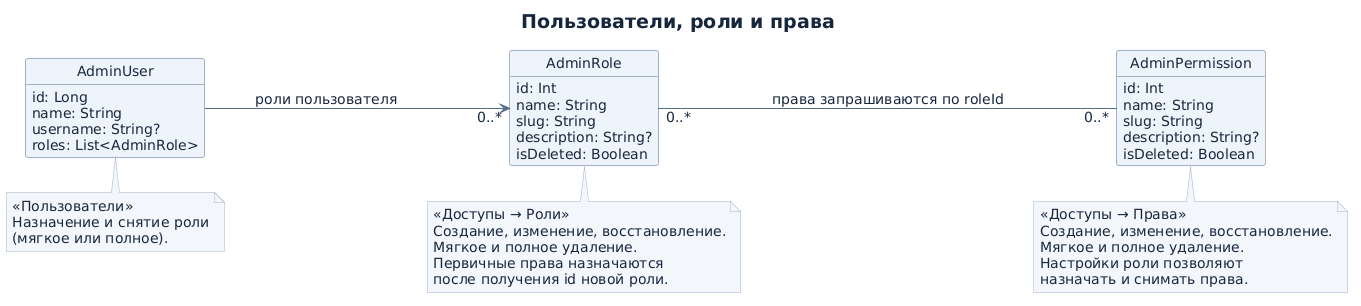 Пользователи, роли и права
AdminUser
id: Long
name: String
username: String?
roles: List<AdminRole>
роли пользователя
0..*
AdminRole
id: Int
name: String
slug: String
description: String?
isDeleted: Boolean
0..*
права запрашиваются по roleId
0..*
AdminPermission
id: Int
name: String
slug: String
description: String?
isDeleted: Boolean
«Пользователи»
Назначение и снятие роли
(мягкое или полное).
«Доступы → Роли»
Создание, изменение, восстановление.
Мягкое и полное удаление.
Первичные права назначаются
после получения id новой роли.
«Доступы → Права»
Создание, изменение, восстановление.
Мягкое и полное удаление.
Настройки роли позволяют
назначать и снимать права.